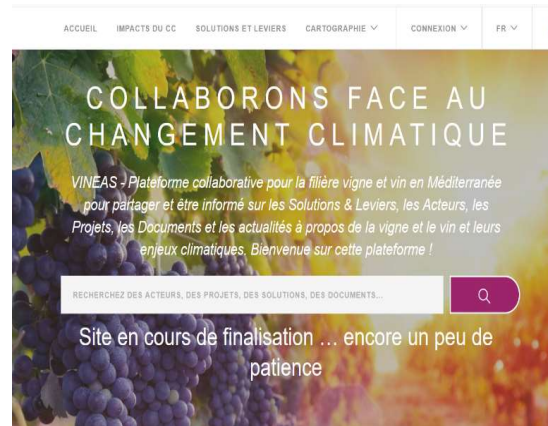 ACCUEIL IMPACTS DU CC SOLUTIONS ET LEVIERS CARTOGRAPHIE CONNEXION FR
COLLABORONS FACE AU
CHANGEMENT CLIMATIQUE
VINEAS - Plateforme collaborative pour la filière vigne et vin en Méditerranée
pour partager et être informé sur les Solutions & Leviers, les Acteurs, les
Projets, les Documents et les actualités à propos de la vigne et le vin et leurs
enjeux climatiques. Bienvenue sur cette plateforme !
RECHERCHEZ DES ACTEURS, DES PROJETS, DES SOLUTIONS, DES DOCUMENTS...
Site en cours de finalisation ... encore un peu de
patience